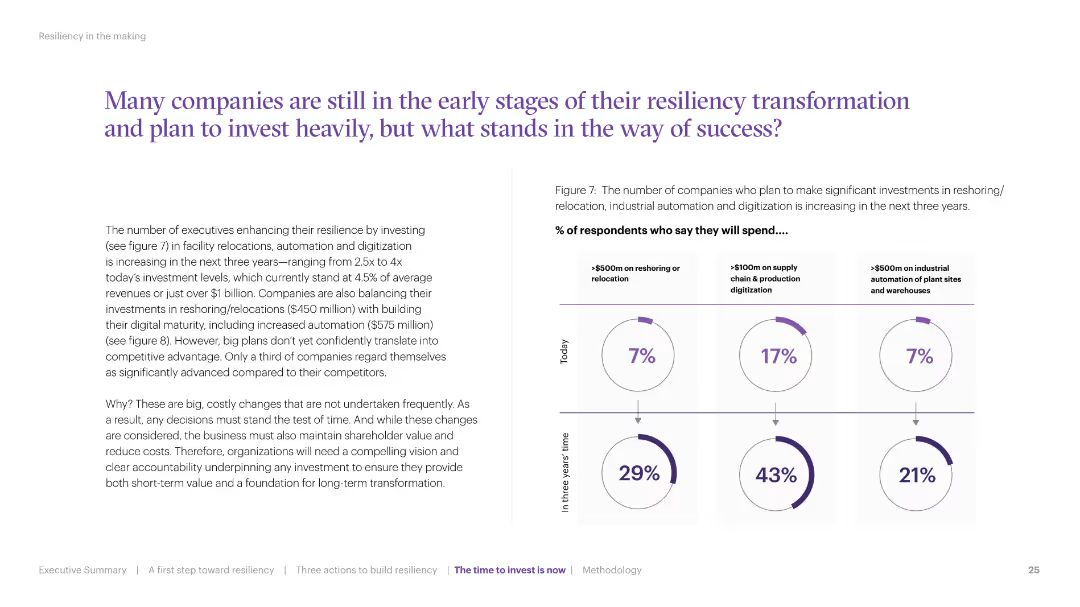 Resiliency in the making
Many companies are still in the early stages of their resiliency transformation
and plan to invest heavily, but what stands in the way of success?
The number of executives enhancing their resilience by investing
(see figure 7) in facility relocations, automation and digitization
is increasing in the next three years—ranging from 2.5x to 4x
today's investment levels, which currently stand at 4.5% of average
revenues or just over $1 billion. Companies are also balancing their
investments in reshoring/relocations ($450 million) with building
their digital maturity, including increased automation ($575 million)
(see figure 8). However, big plans don't yet confidently translate into
competitive advantage. Only a third of companies regard themselves
as significantly advanced compared to their competitors.
Why? These are big, costly changes that are not undertaken frequently. As
a result, any decisions must stand the test of time. And while these changes
are considered, the business must also maintain shareholder value and
reduce costs. Therefore, organizations will need a compelling vision and
clear accountability underpinning any investment to ensure they provide
both short-term value and a foundation for long-term transformation.
Figure 7: The number of companies who plan to make significant investments in reshoring/
relocation, industrial automation and digitization is increasing in the next three years.
% of respondents who say they will spend....
>$500m on reshoring or
relocation
>$100m on supply
chain & production
digitization
>$500m on industrial
automation of plant sites
and warehouses
Today
7%
17%
7%
In three years' time
29%
43%
21%
Executive Summary | A first step toward resiliency | Three actions to build resiliency | The time to invest is now | Methodology
25